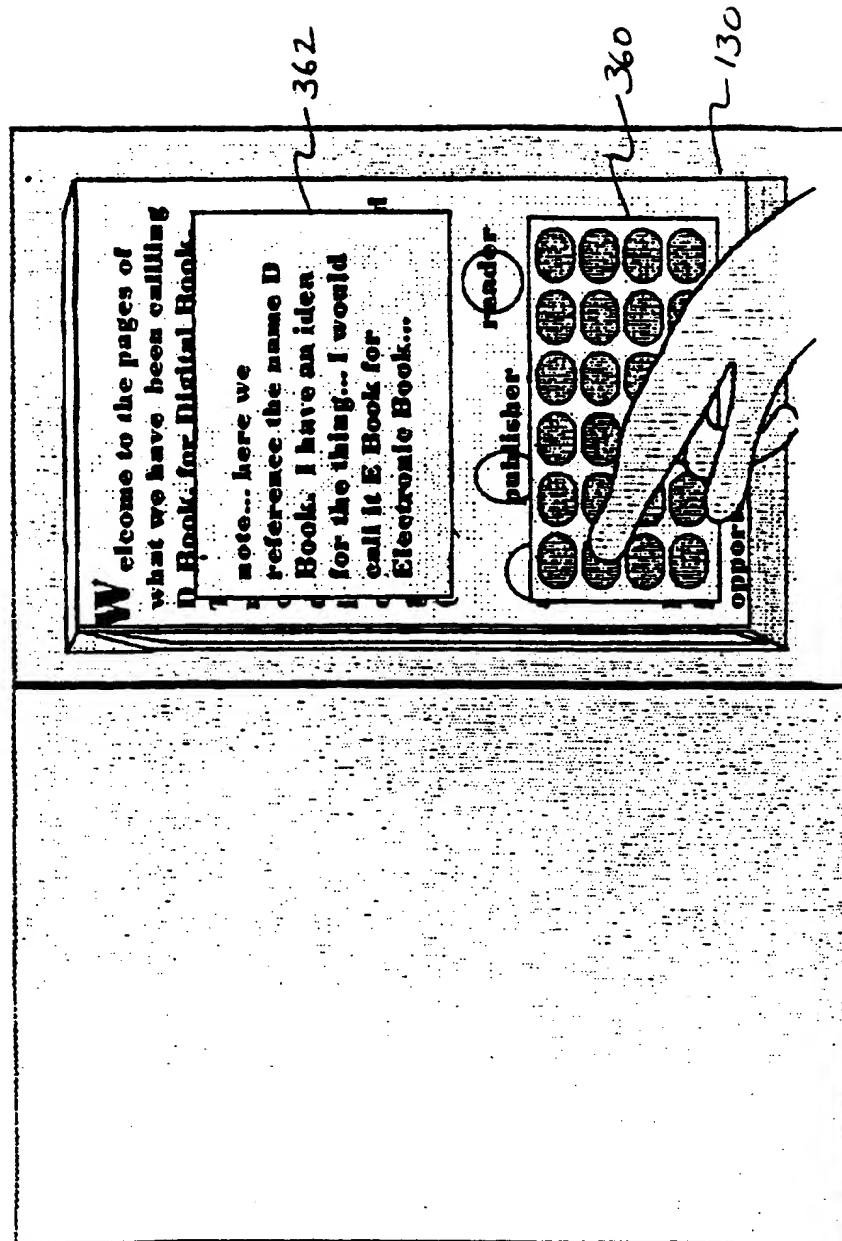 Welcome to the pages of
what we have been callling
D Book, for Digital Book.
note... here we
reference the name D
Book. I have an idea
for the thing... I would
call it E Book for
Electronic Book...
publisher
reader
oppor
362
360
130